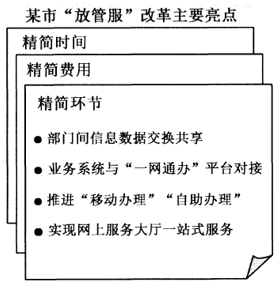 某市“放管服”改革主要亮点
精简时间
精简费用
精简环节
● 部门间信息数据交换共享
● 业务系统与“一网通办”平台对接
● 推进“移动办理”“自助办理”
● 实现网上服务大厅一站式服务